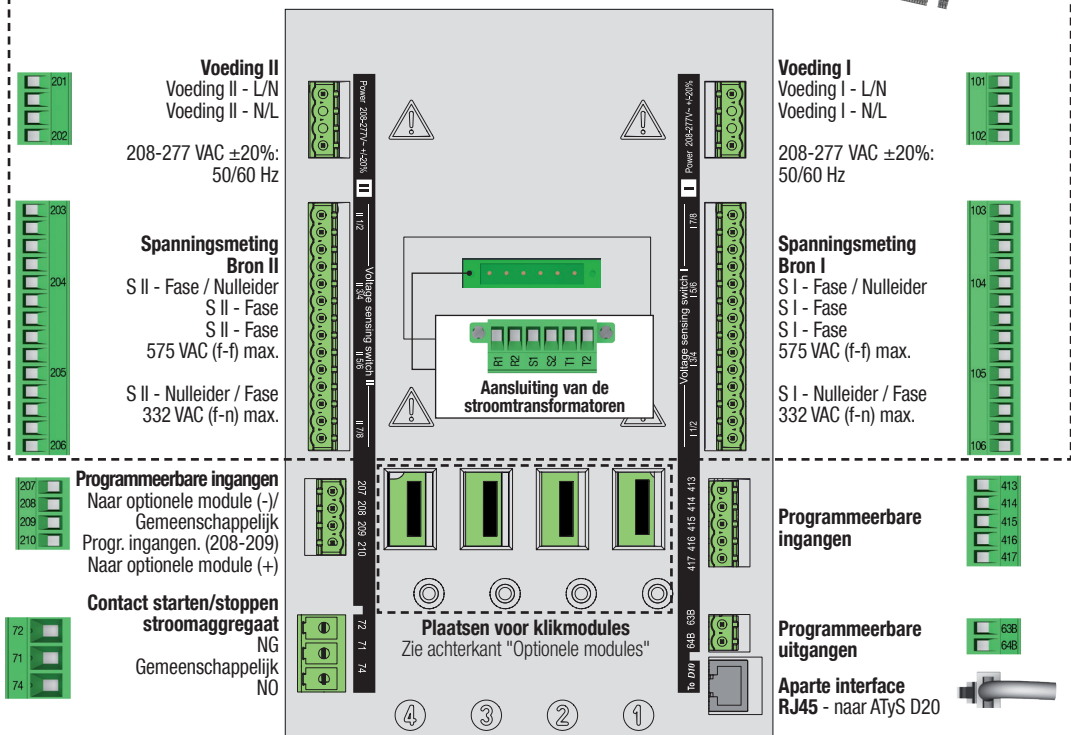 201
202
Voeding II
Voeding II - L/N
Voeding II - N/L
208-277 VAC ±20%:
50/60 Hz
203
204
205
206
Spanningsmeting
Bron II
S II - Fase / Nulleider
S II - Fase
S II - Fase
575 VAC (f-f) max.
S II - Nulleider / Fase
332 VAC (f-n) max.
207
208
209
210
Programmeerbare ingangen
Naar optionele module (-)/
Gemeenschappelijk
Progr. ingangen. (208-209)
Naar optionele module (+)
Contact starten/stoppen
stroomaggregaat
NG
Gemeenschappelijk
NO
72
71
74
Power 208-277V~ +/-20%
II
II 1/2
II 3/4
II 5/6
II 7/8
Voltage sensing switch II
207 208 209 210
72 71 74
R1 R2 S1 S2 T1 T2
Aansluiting van de
stroomtransformatoren
Plaatsen voor klikmodules
Zie achterkant "Optionele modules"
4 3 2 1
Power 208-277V~ +/-20%
I
I 7/8
I 5/6
I 3/4
I 1/2
Voltage sensing switch I
417 416 415 414 413
64B 63B
To D10
Voeding I
Voeding I - L/N
Voeding I - N/L
208-277 VAC ±20%:
50/60 Hz
101
102
Spanningsmeting
Bron I
S I - Fase / Nulleider
S I - Fase
S I - Fase
575 VAC (f-f) max.
S I - Nulleider / Fase
332 VAC (f-n) max.
103
104
105
106
Programmeerbare
ingangen
413
414
415
416
417
Programmeerbare
uitgangen
63B
64B
Aparte interface
RJ45 - naar ATyS D20